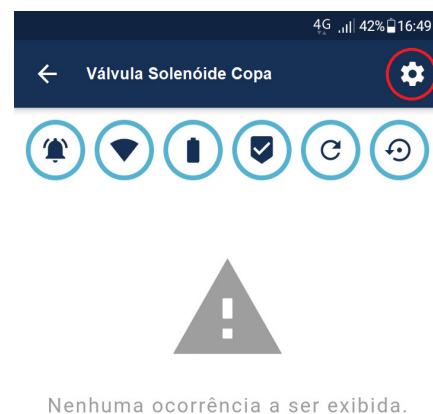 4G 42% 16:49
Válvula Solenóide Copa
Nenhuma ocorrência a ser exibida.